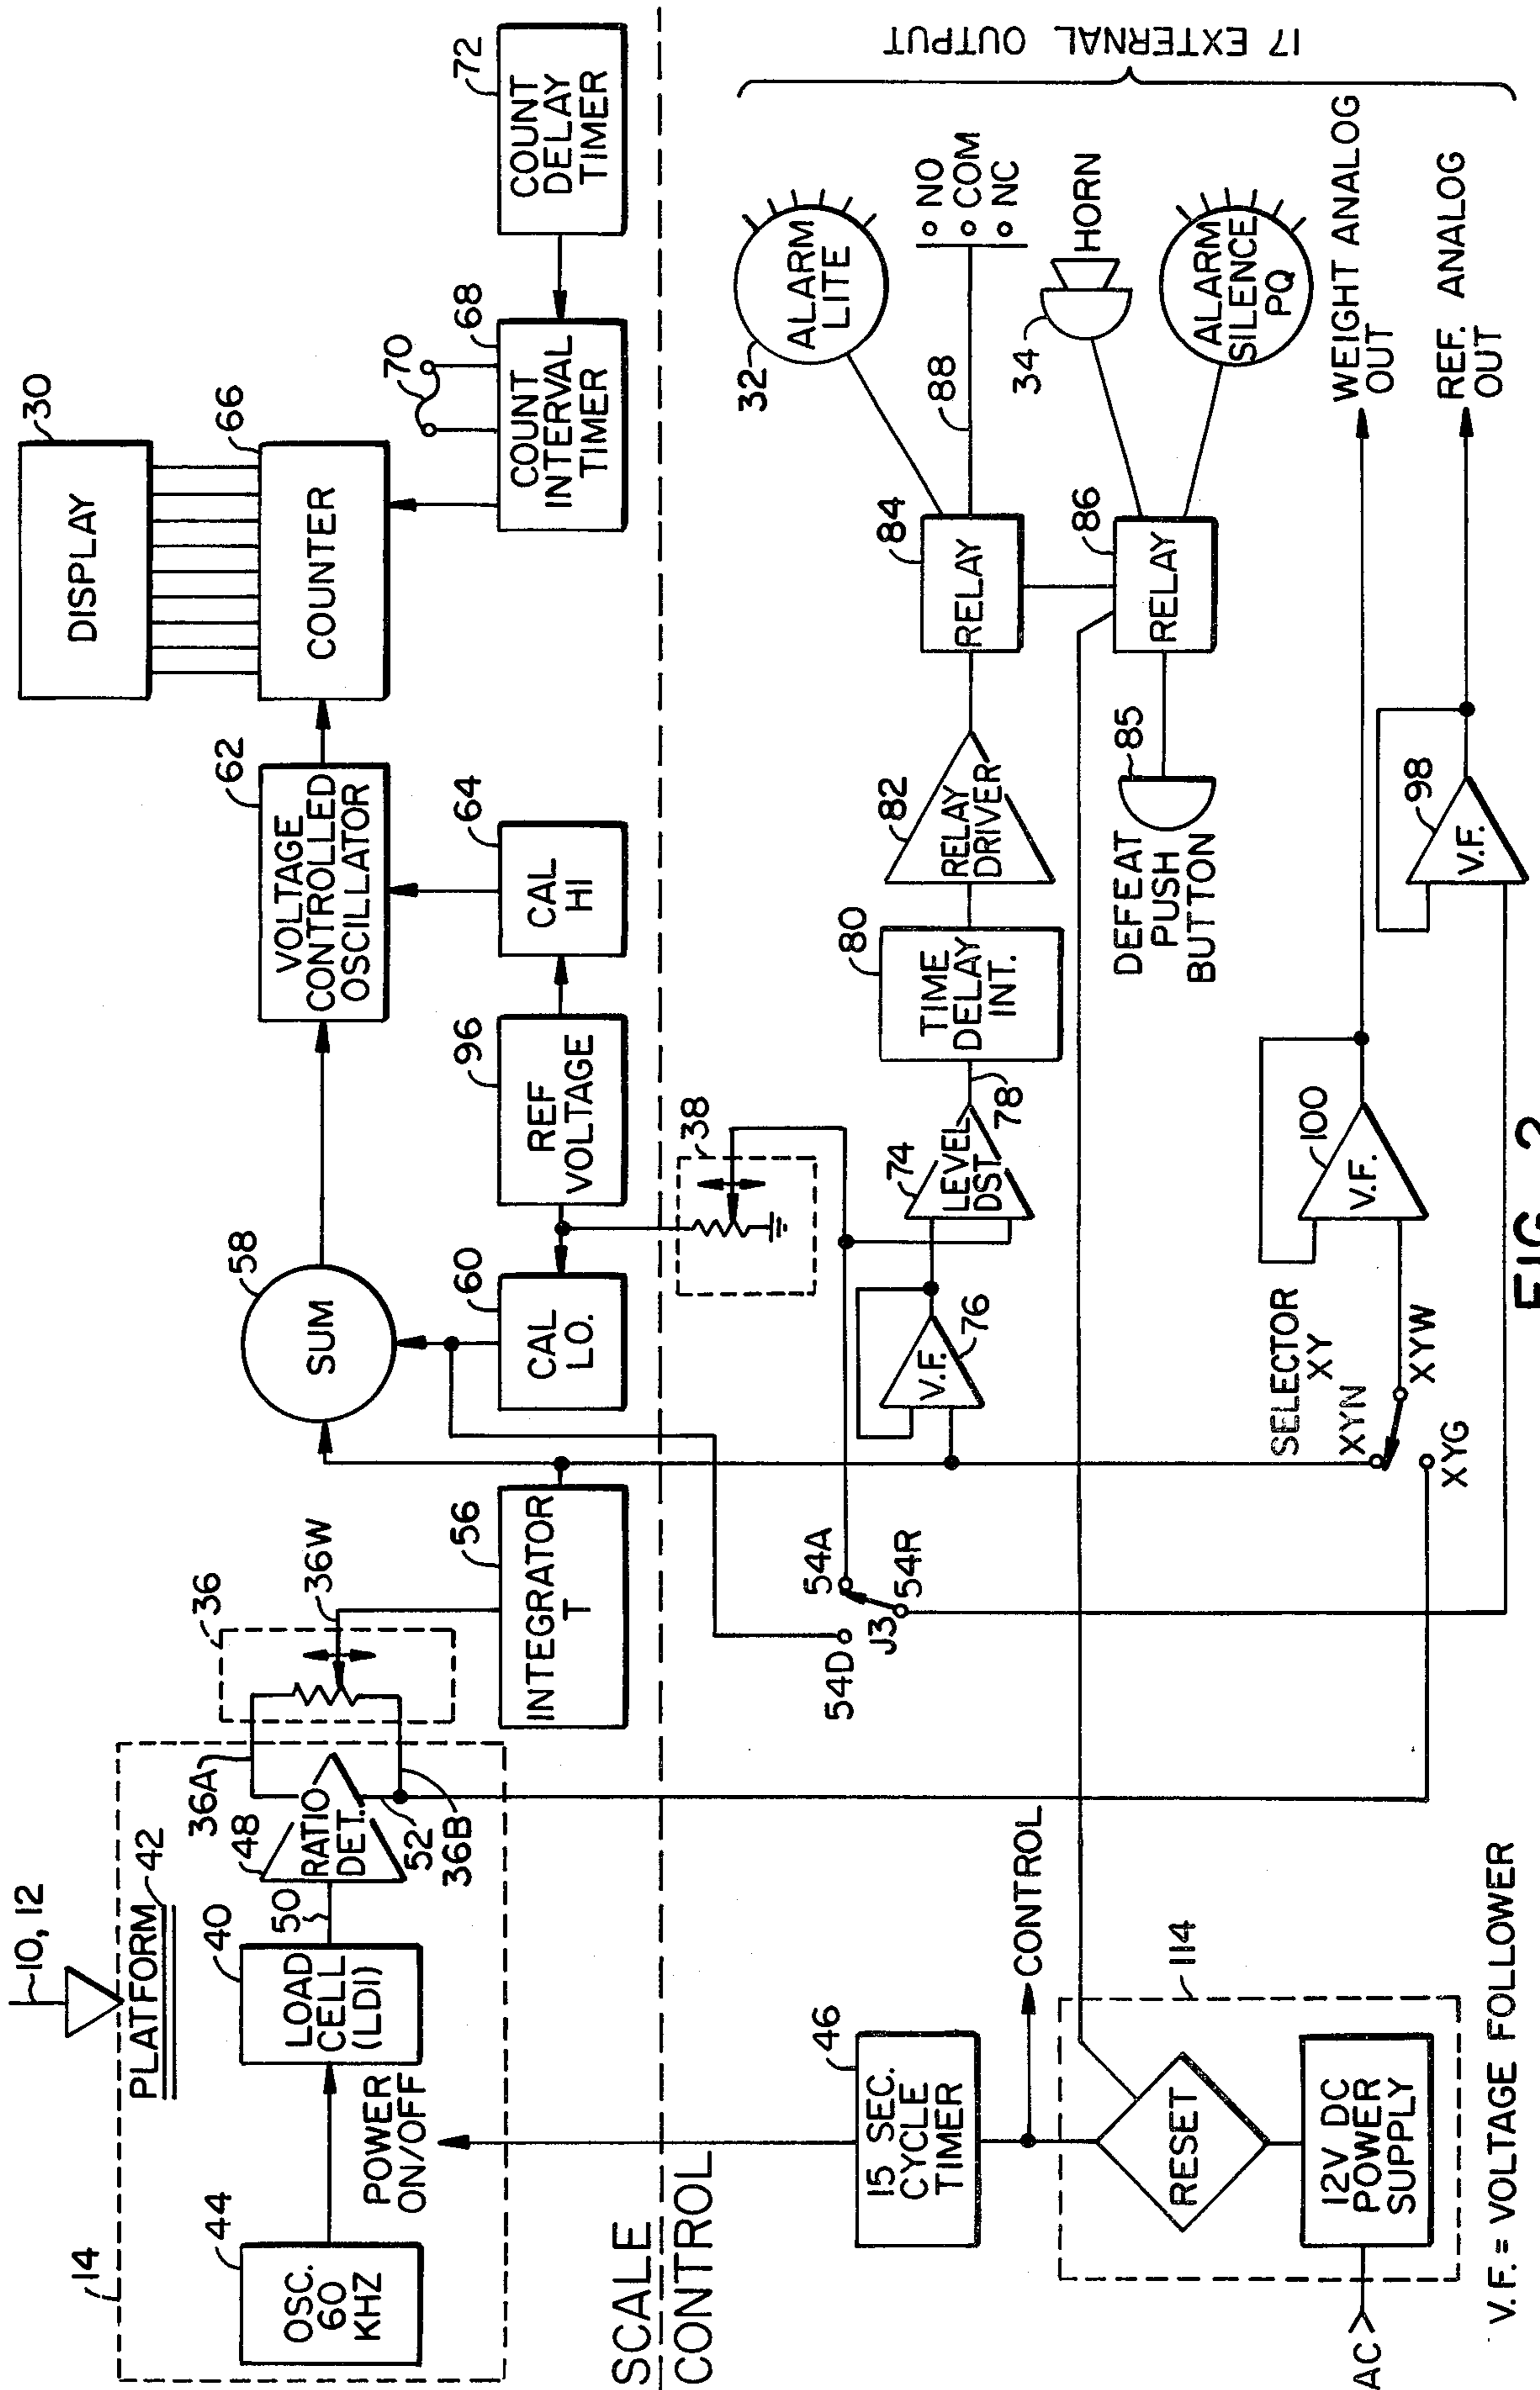 10, 12
14
PLATFORM 42
44
OSC.
60
KHZ
40
LOAD
CELL
(LDI)
POWER
ON/OFF
50
48
RATIO
DET.
52
36A
36B
36
36W
56
INTEGRATOR
T
58
SUM
60
CAL
LO.
96
REF
VOLTAGE
64
CAL
HI
62
VOLTAGE
CONTROLLED
OSCILLATOR
30
DISPLAY
66
COUNTER
70
68
COUNT
INTERVAL
TIMER
72
COUNT
DELAY
TIMER
SCALE
CONTROL
46
15 SEC.
CYCLE
TIMER
CONTROL
114
RESET
12V DC
POWER
SUPPLY
AC
54D
54A
J3
54R
38
V.F.
76
74
LEVEL
DST
78
80
TIME
DELAY
INT.
82
RELAY
DRIVER
84
RELAY
88
32
ALARM
LITE
NO
COM
NC
DEFEAT
PUSH
BUTTON
85
86
RELAY
34
HORN
ALARM
SILENCE
PQ
SELECTOR
XY
XYN
XYW
XYG
100
V.F.
WEIGHT ANALOG
OUT
98
V.F.
REF. ANALOG
OUT
17 EXTERNAL OUTPUT
V.F. = VOLTAGE FOLLOWER
FIG. 2